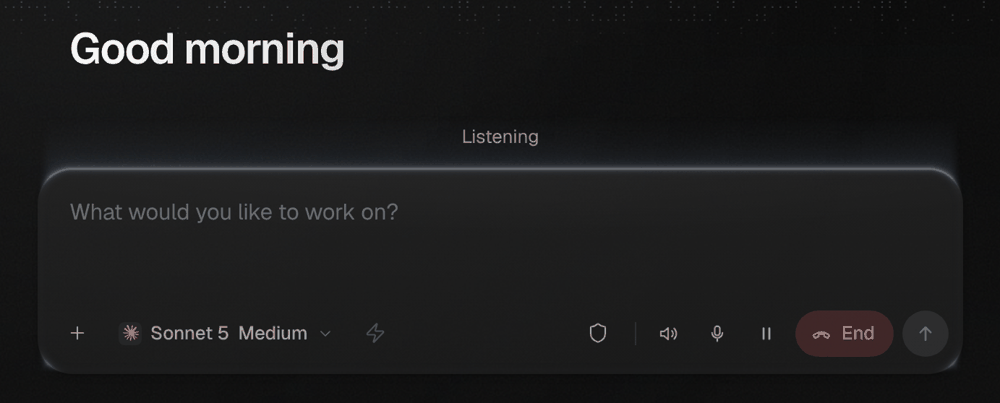 Good morning
Listening
What would you like to work on?
Sonnet 5 Medium
End